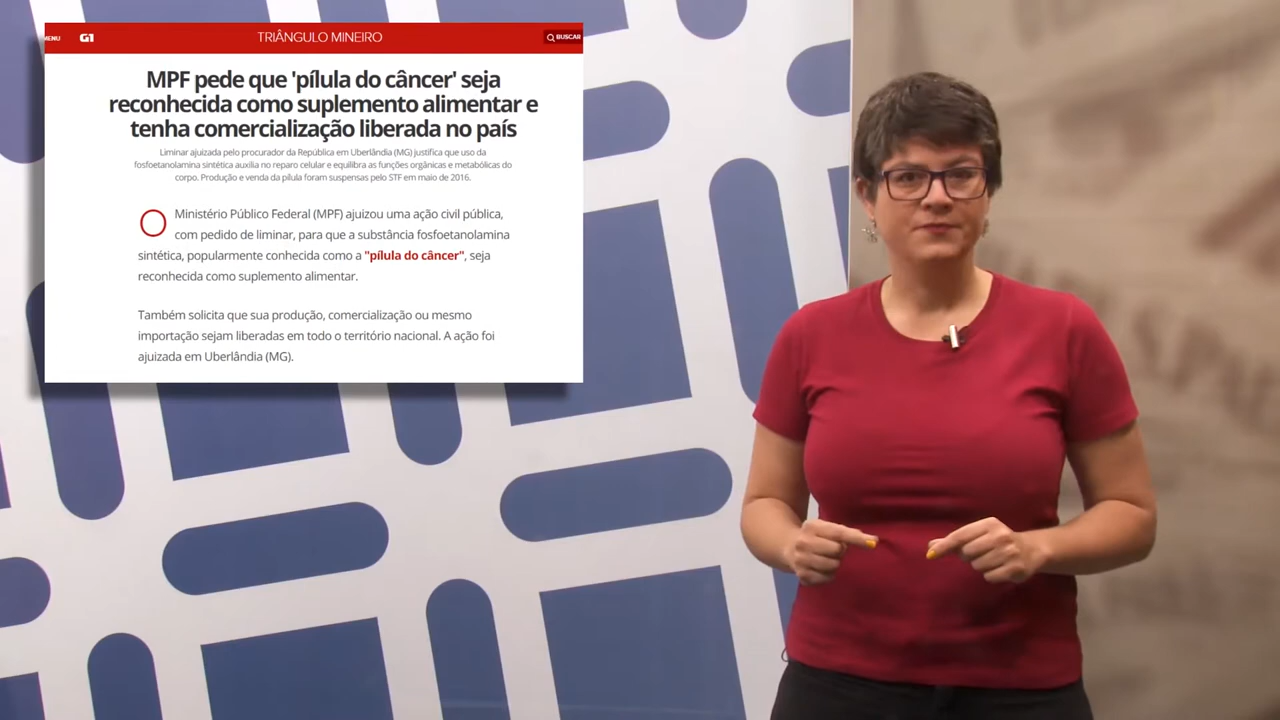 MENU
G1
TRIÂNGULO MINEIRO
BUSCAR
MPF pede que 'pílula do câncer' seja
reconhecida como suplemento alimentar e
tenha comercialização liberada no país
Liminar ajuizada pelo procurador da República em Uberlândia (MG) justifica que uso da
fosfoetanolamina sintética auxilia no reparo celular e equilibra as funções orgânicas e metabólicas do
corpo. Produção e venda da pílula foram suspensas pelo STF em maio de 2016.
O Ministério Público Federal (MPF) ajuizou uma ação civil pública,
com pedido de liminar, para que a substância fosfoetanolamina
sintética, popularmente conhecida como a "pílula do câncer", seja
reconhecida como suplemento alimentar.
Também solicita que sua produção, comercialização ou mesmo
importação sejam liberadas em todo o território nacional. A ação foi
ajuizada em Uberlândia (MG).